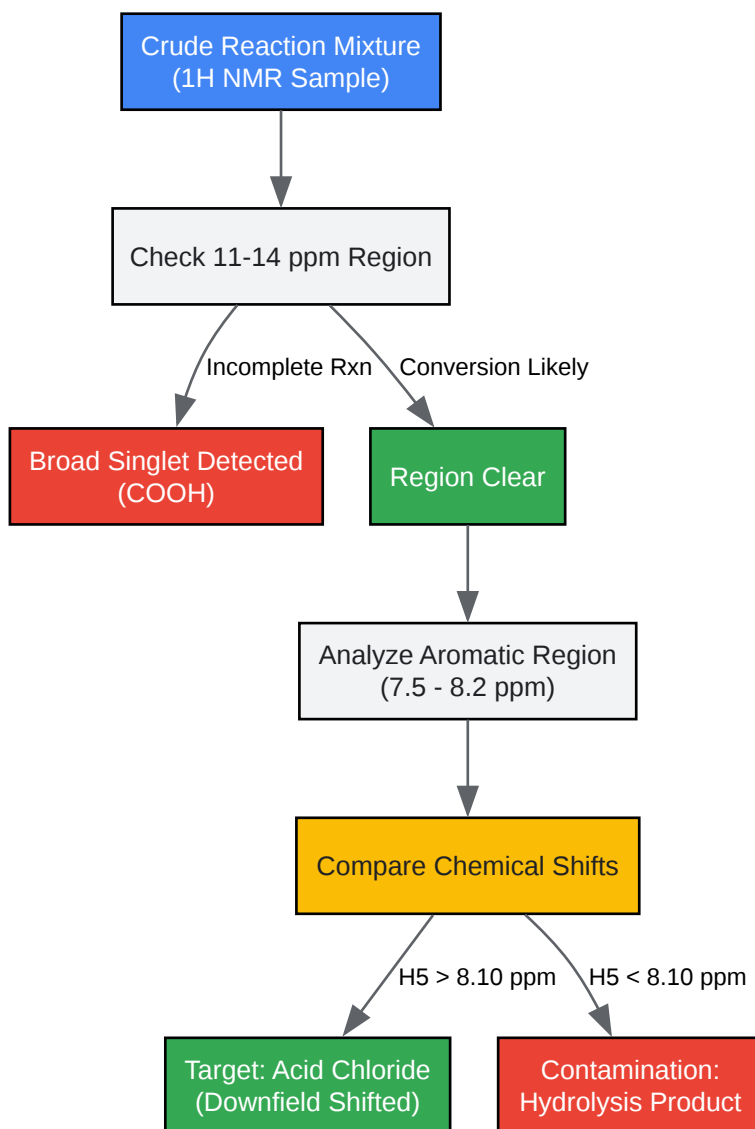 Crude Reaction Mixture
(1H NMR Sample)
Check 11-14 ppm Region
Incomplete Rxn
Conversion Likely
Broad Singlet Detected
(COOH)
Region Clear
Analyze Aromatic Region
(7.5 - 8.2 ppm)
Compare Chemical Shifts
H5 > 8.10 ppm
H5 < 8.10 ppm
Target: Acid Chloride
(Downfield Shifted)
Contamination:
Hydrolysis Product